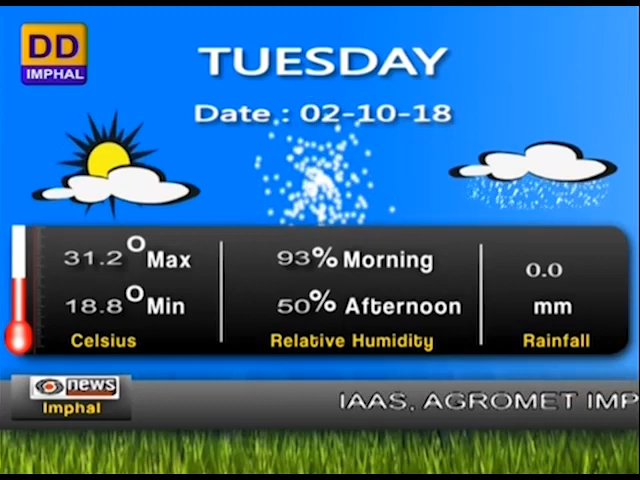 DD
IMPHAL
TUESDAY
Date : 02-10-18
31.2 ° Max
18.8 ° Min
Celsius
93% Morning
50% Afternoon
Relative Humidity
0.0
mm
Rainfall
news
Imphal
IAAS, AGROMET IMP